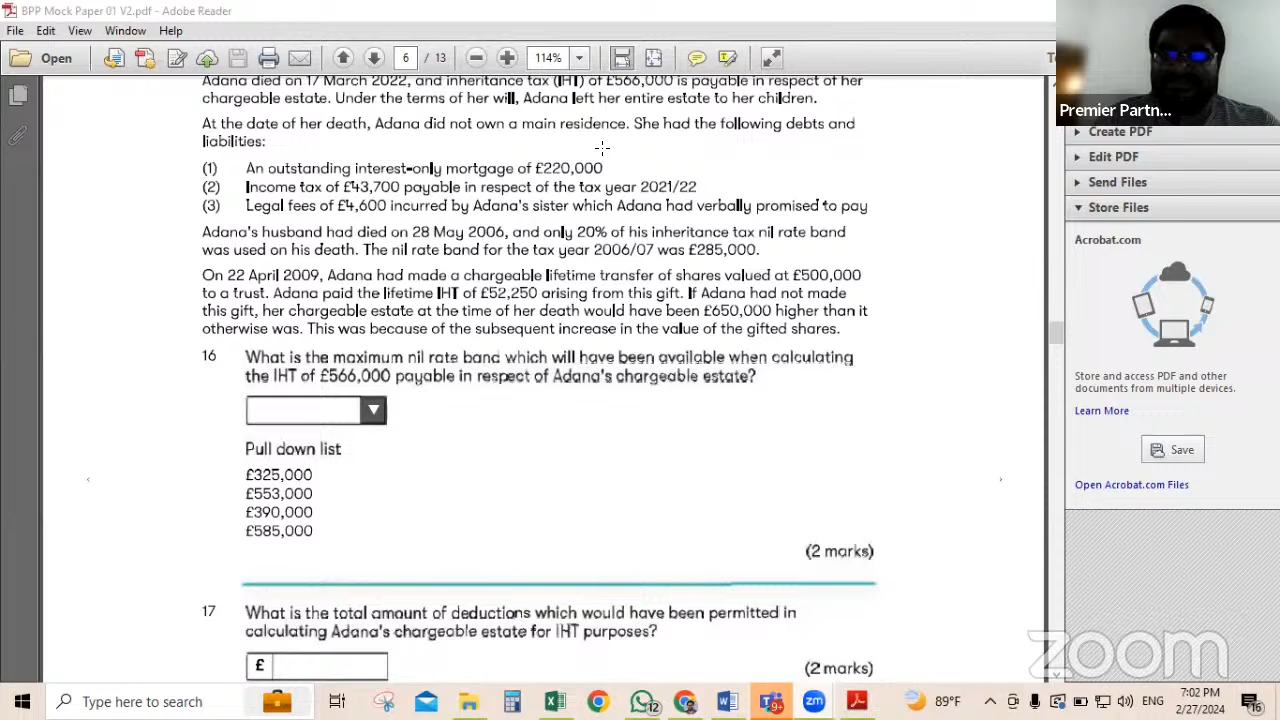 BPP Mock Paper 01 V2.pdf - Adobe Reader
File Edit View Window Help
Open 6 / 13 114%
Premier Partn...
Adana died on 17 March 2022, and inheritance tax (IHT) of £566,000 is payable in respect of her
chargeable estate. Under the terms of her will, Adana left her entire estate to her children.
At the date of her death, Adana did not own a main residence. She had the following debts and
liabilities:
(1) An outstanding interest-only mortgage of £220,000
(2) Income tax of £43,700 payable in respect of the tax year 2021/22
(3) Legal fees of £4,600 incurred by Adana's sister which Adana had verbally promised to pay
Adana's husband had died on 28 May 2006, and only 20% of his inheritance tax nil rate band
was used on his death. The nil rate band for the tax year 2006/07 was £285,000.
On 22 April 2009, Adana had made a chargeable lifetime transfer of shares valued at £500,000
to a trust. Adana paid the lifetime IHT of £52,250 arising from this gift. If Adana had not made
this gift, her chargeable estate at the time of her death would have been £650,000 higher than it
otherwise was. This was because of the subsequent increase in the value of the gifted shares.
16 What is the maximum nil rate band which will have been available when calculating
the IHT of £566,000 payable in respect of Adana's chargeable estate?
Pull down list
£325,000
£553,000
£390,000
£585,000
(2 marks)
17 What is the total amount of deductions which would have been permitted in
calculating Adana's chargeable estate for IHT purposes?
£
(2 marks)
Create PDF
Edit PDF
Send Files
Store Files
Acrobat.com
Store and access PDF and other
documents from multiple devices.
Learn More
Save
Open Acrobat.com Files
zoom
Type here to search
12
9+
zm
89°F
ENG
7:02 PM
2/27/2024
16